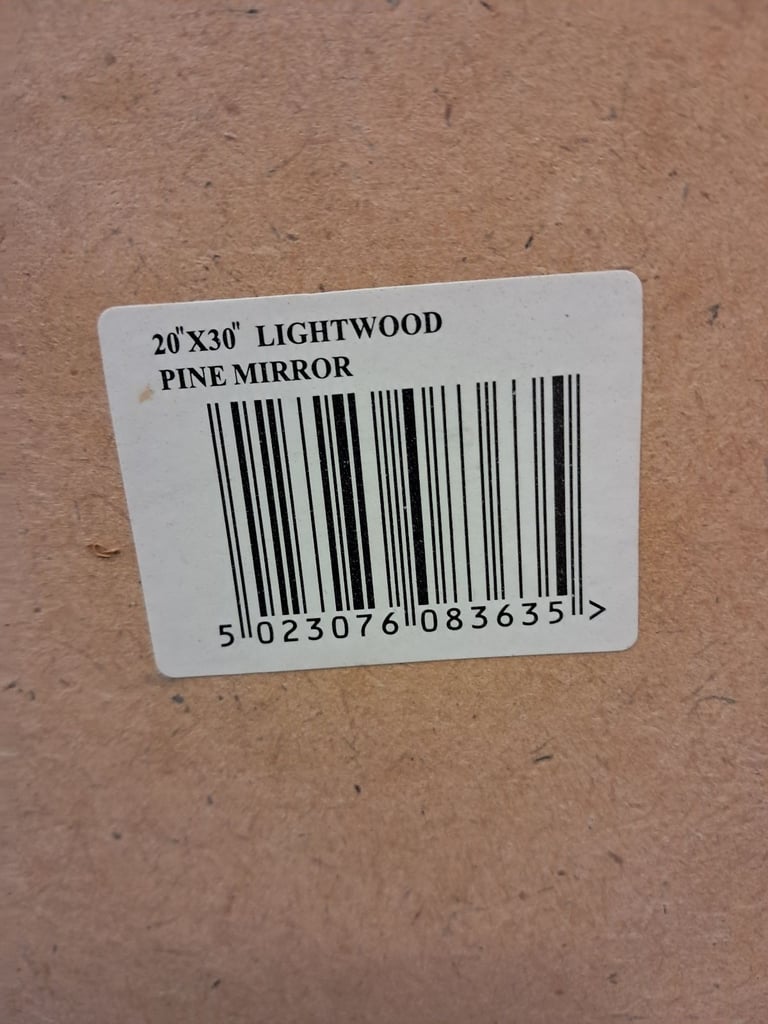 20"X30" LIGHTWOOD
PINE MIRROR
5 023076 083635 >